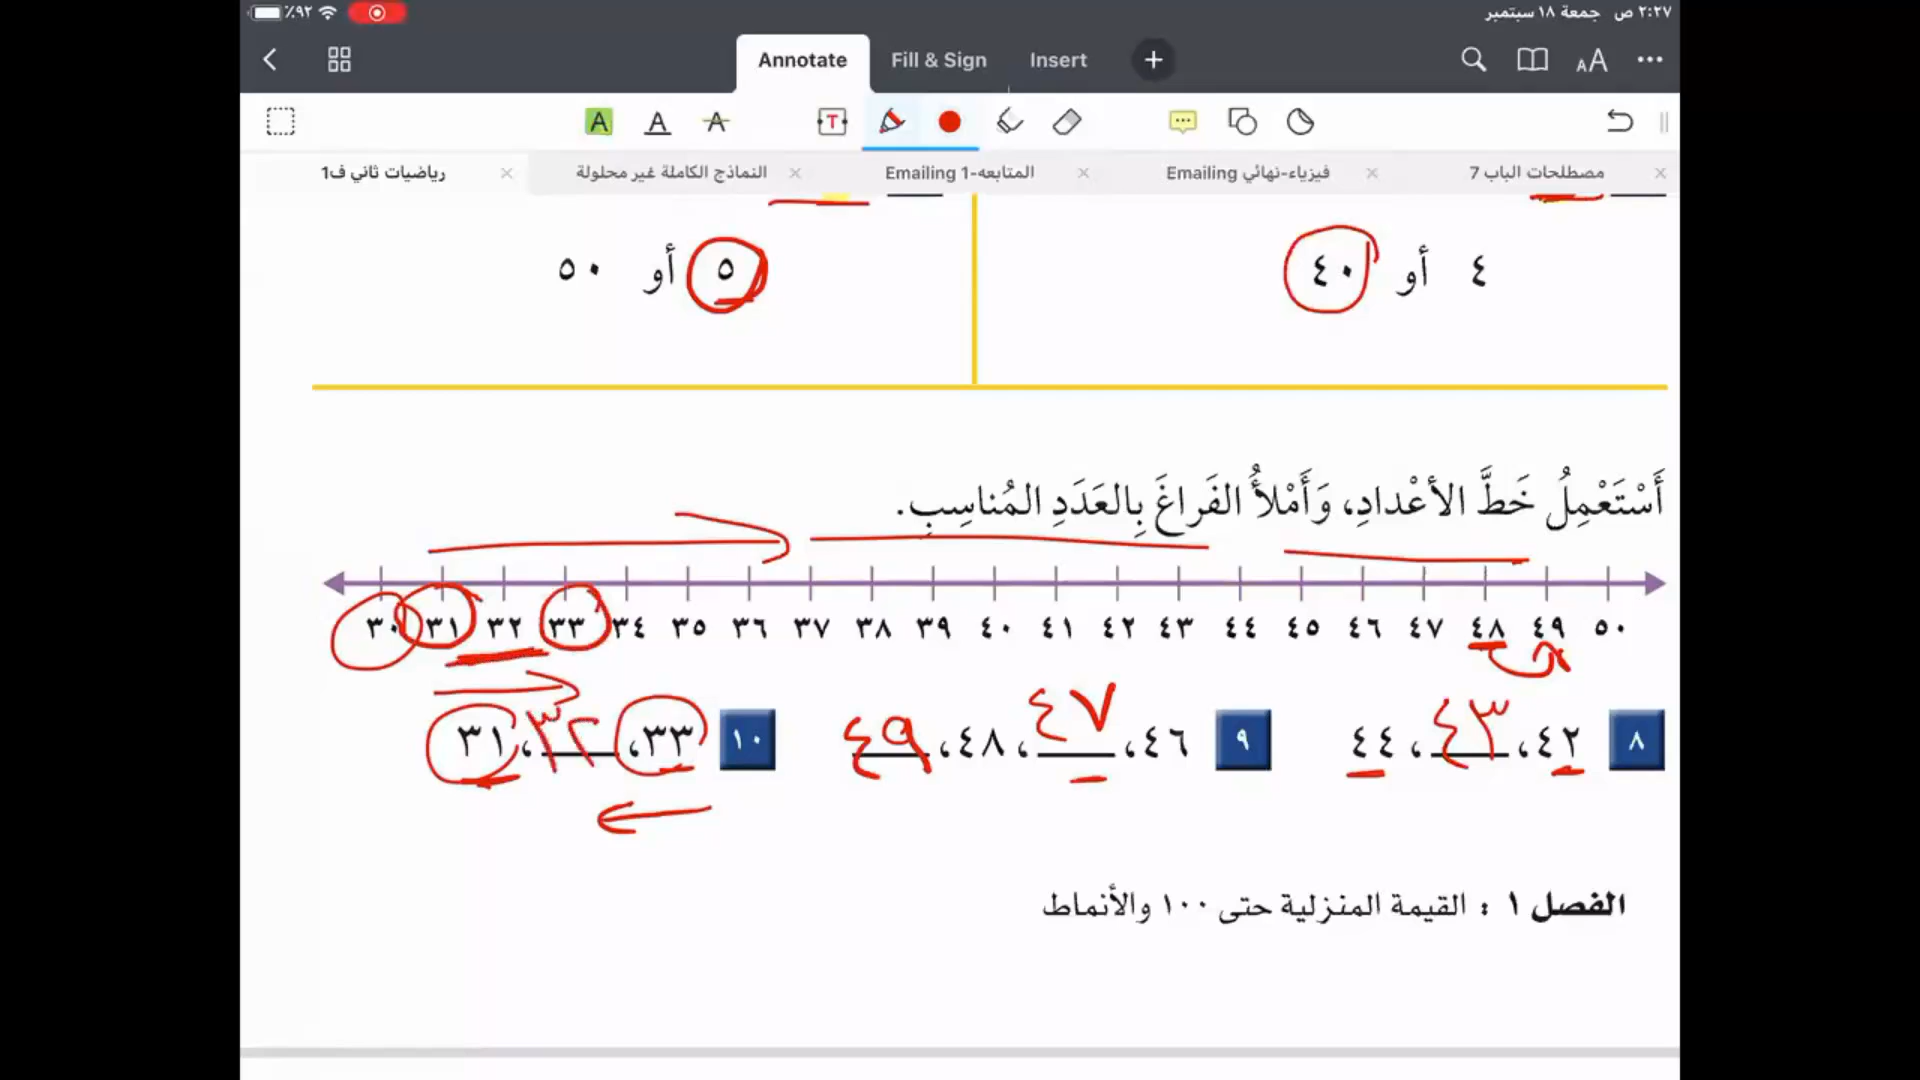 ٢:٢٧ ص جمعة ١٨ سبتمبر
٪٩٢
Annotate Fill & Sign Insert
A A A T AA
رياضيات ثاني ف1
النماذج الكاملة غير محلولة
المتابعه-1 Emailing
فيزياء-نهائي Emailing
مصطلحات الباب 7
٤ أو ٤٠
٥ أو ٥٠
أَسْتَعْمِلُ خَطَّ الأَعْدادِ، وَأَمْلأُ الفَراغَ بِالعَدَدِ المُناسِبِ.
٣٠ ٣١ ٣٢ ٣٣ ٣٤ ٣٥ ٣٦ ٣٧ ٣٨ ٣٩ ٤٠ ٤١ ٤٢ ٤٣ ٤٤ ٤٥ ٤٦ ٤٧ ٤٨ ٤٩ ٥٠
٨ ٤٢، ٤٣، ٤٤
٩ ٤٦، ٤٧، ٤٨، ٤٩
١٠ ٣٣، ٣٢، ٣١
الفصل ١ : القيمة المنزلية حتى ١٠٠ والأنماط